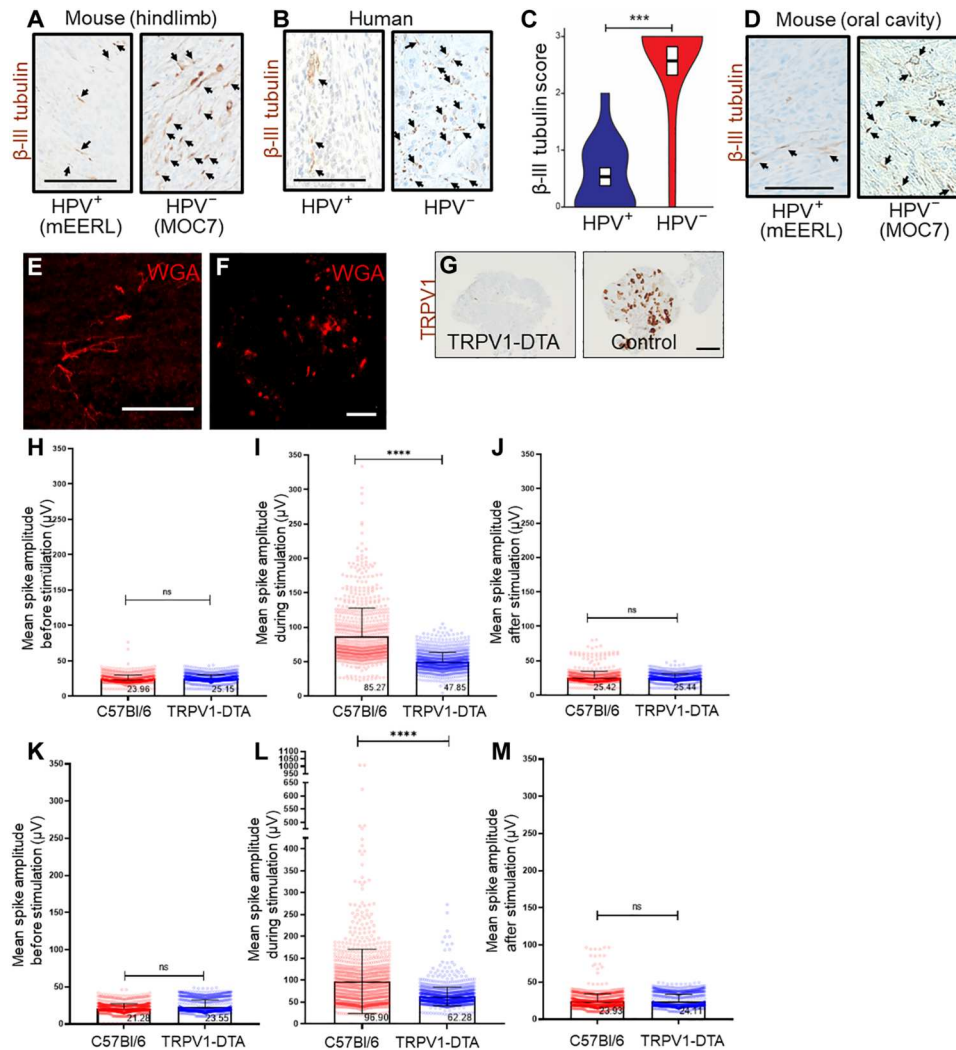 A
Mouse (hindlimb)
β-III tubulin
HPV+
(mEERL)
HPV−
(MOC7)
B
Human
β-III tubulin
HPV+
HPV−
C
***
β-III tubulin score
3
2
1
0
HPV+
HPV−
D
Mouse (oral cavity)
β-III tubulin
HPV+
(mEERL)
HPV−
(MOC7)
E
WGA
F
WGA
G
TRPV1
TRPV1-DTA
Control
H
Mean spike amplitude
before stimulation (µV)
350
300
250
200
150
100
50
0
ns
23.96
25.15
C57Bl/6
TRPV1-DTA
I
Mean spike amplitude
during stimulation (µV)
350
300
250
200
150
100
50
0
****
85.27
47.85
C57Bl/6
TRPV1-DTA
J
Mean spike amplitude
after stimulation (µV)
350
300
250
200
150
100
50
0
ns
25.42
25.44
C57Bl/6
TRPV1-DTA
K
Mean spike amplitude
before stimulation (µV)
350
300
250
200
150
100
50
0
ns
21.28
23.55
C57Bl/6
TRPV1-DTA
L
Mean spike amplitude
during stimulation (µV)
1100
1050
1000
950
650
600
550
500
450
400
350
300
250
200
150
100
50
0
****
96.90
62.28
C57Bl/6
TRPV1-DTA
M
Mean spike amplitude
after stimulation (µV)
350
300
250
200
150
100
50
0
ns
23.93
24.11
C57Bl/6
TRPV1-DTA